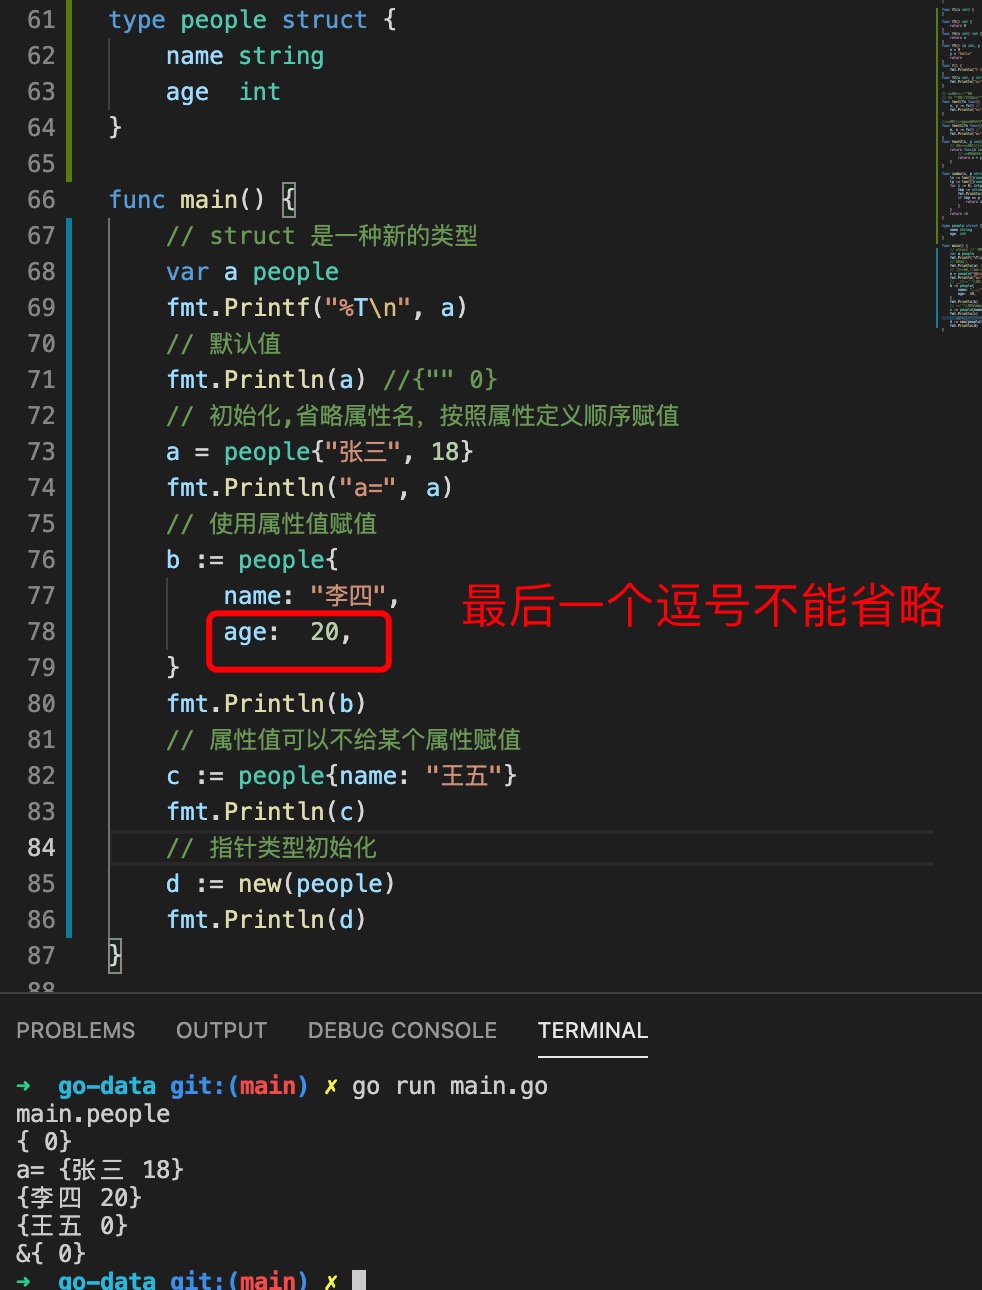 61 type people struct {
62 name string
63 age int
64 }
65
66 func main() {
67 // struct 是一种新的类型
68 var a people
69 fmt.Printf("%T\n", a)
70 // 默认值
71 fmt.Println(a) //{"" 0}
72 // 初始化,省略属性名，按照属性定义顺序赋值
73 a = people{"张三", 18}
74 fmt.Println("a=", a)
75 // 使用属性值赋值
76 b := people{
77 name: "李四",
最后一个逗号不能省略
78 age: 20,
79 }
80 fmt.Println(b)
81 // 属性值可以不给某个属性赋值
82 c := people{name: "王五"}
83 fmt.Println(c)
84 // 指针类型初始化
85 d := new(people)
86 fmt.Println(d)
87 }
88
PROBLEMS OUTPUT DEBUG CONSOLE TERMINAL
➜ go-data git:(main) ✗ go run main.go
main.people
{ 0}
a= {张三 18}
{李四 20}
{王五 0}
&{ 0}
➜ go-data git:(main) ✗